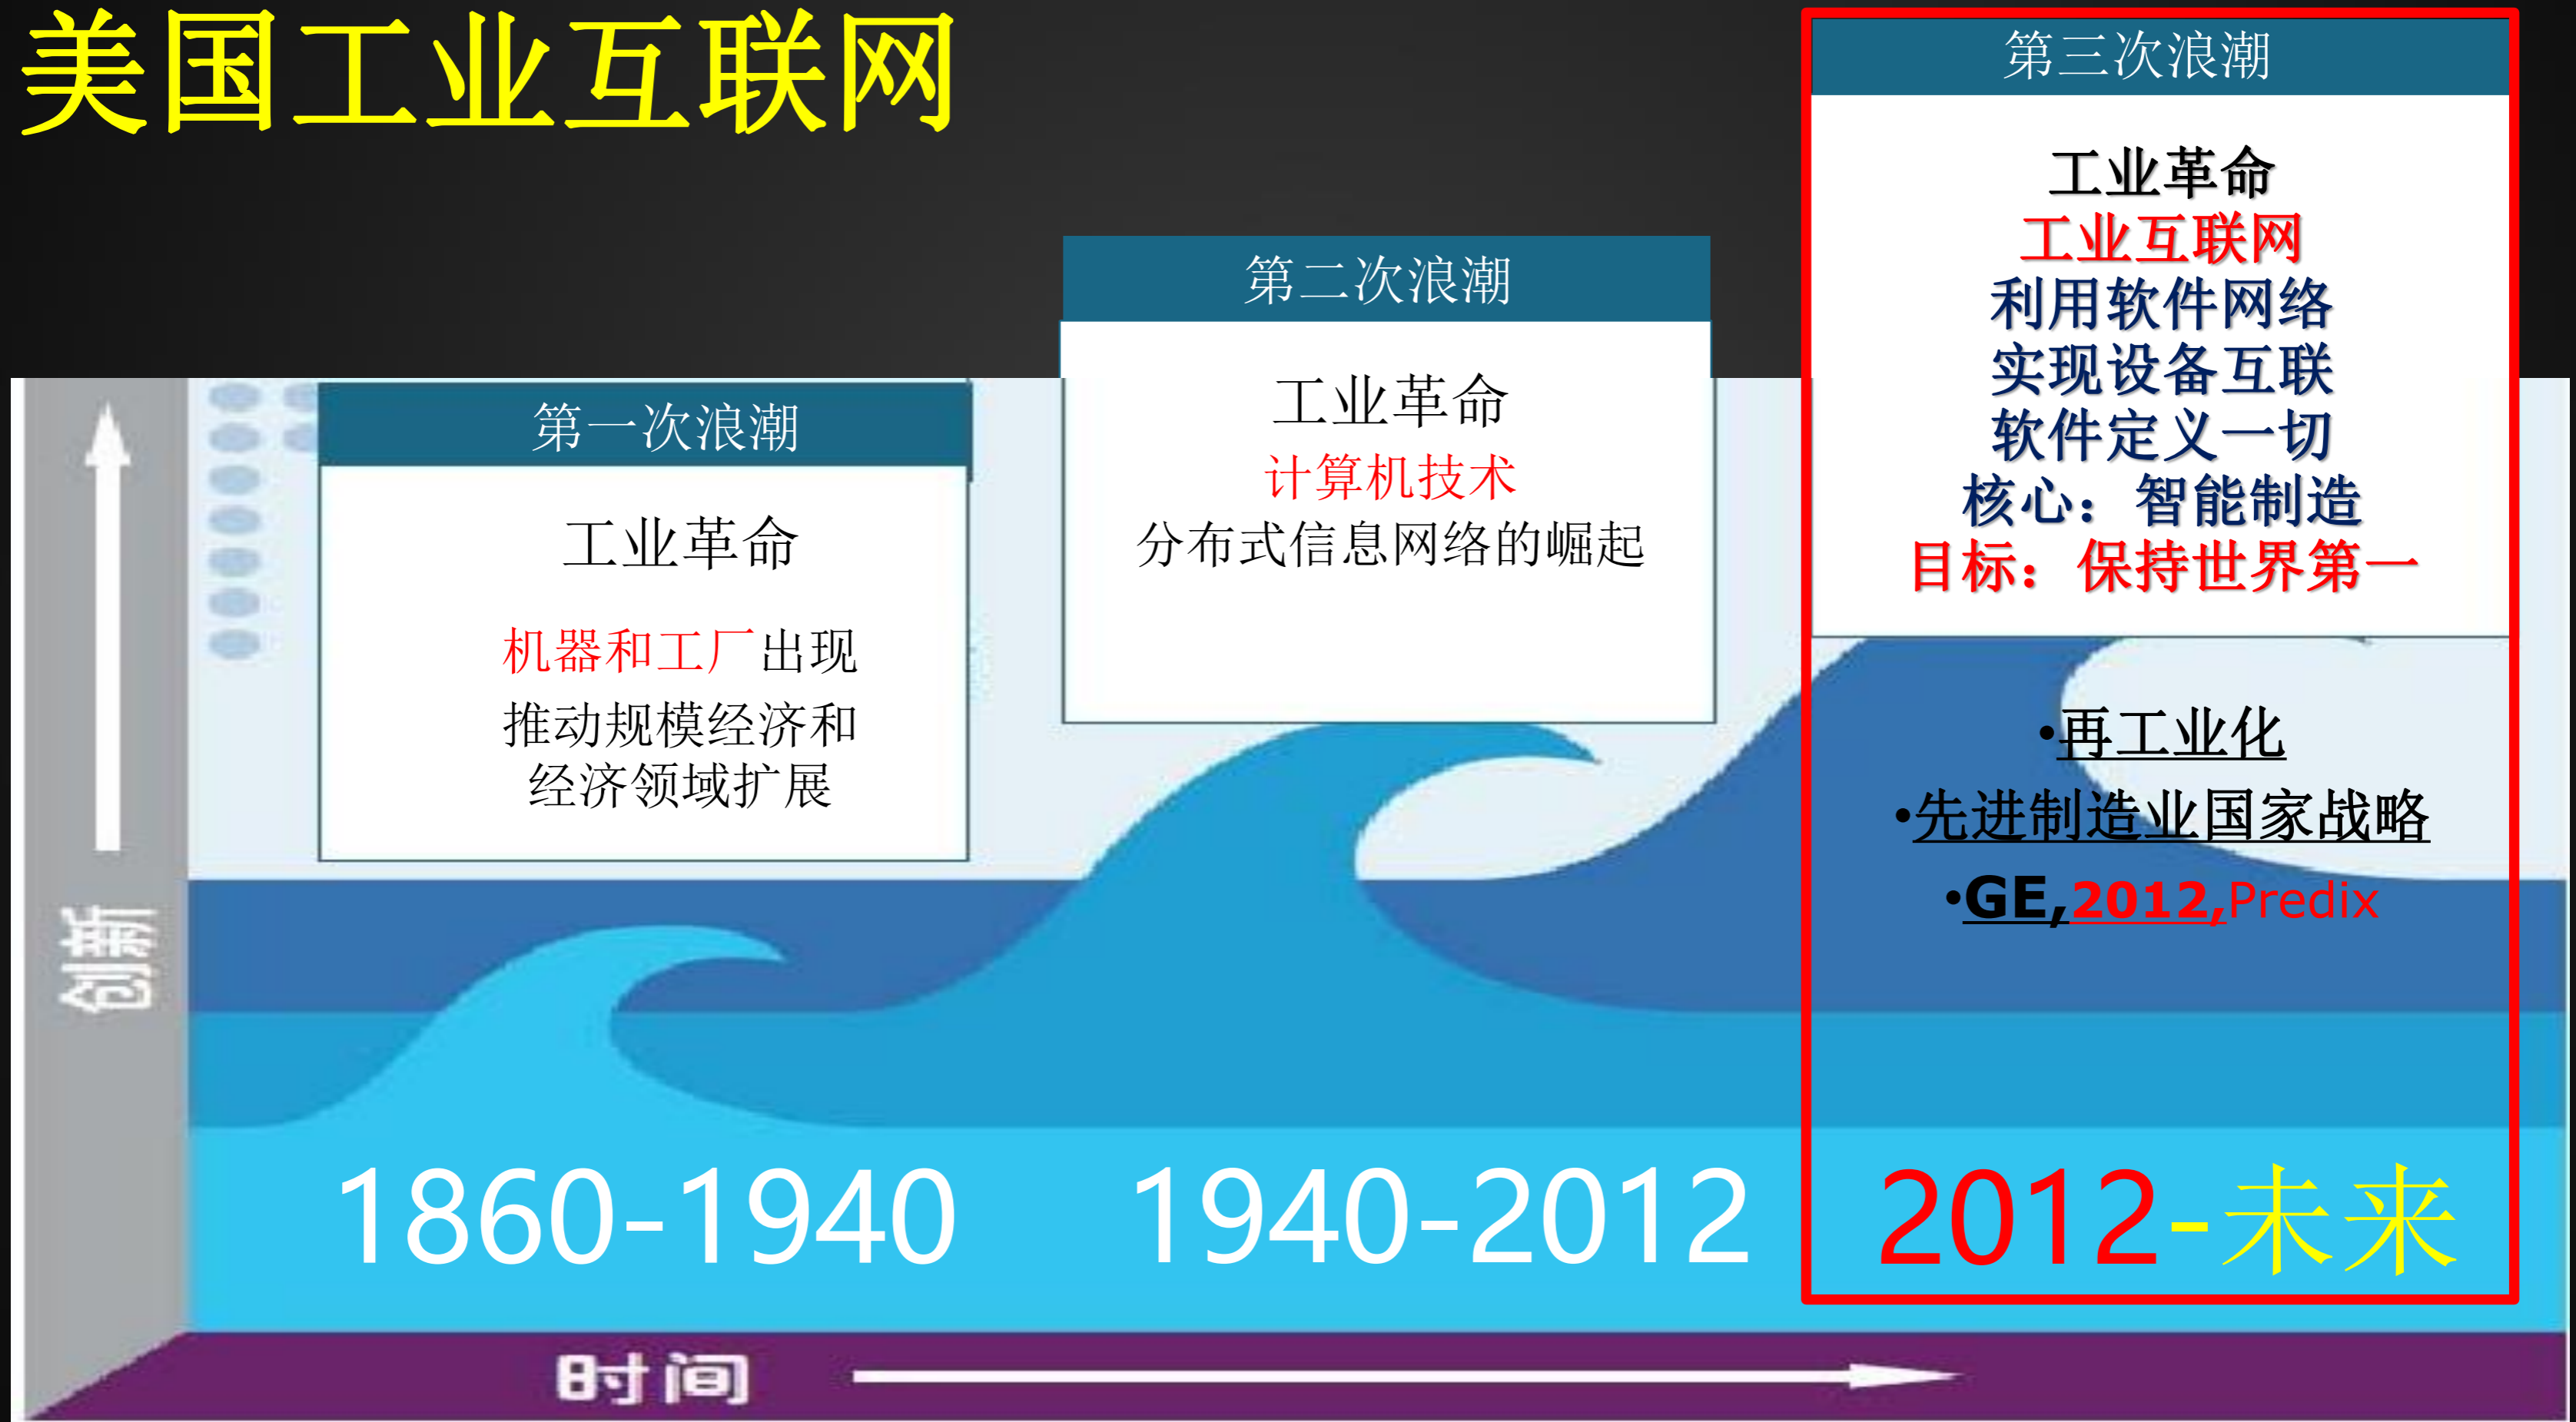 美国工业互联网
第一次浪潮
工业革命
机器和工厂出现
推动规模经济和
经济领域扩展
第二次浪潮
工业革命
计算机技术
分布式信息网络的崛起
第三次浪潮
工业革命
工业互联网
利用软件网络
实现设备互联
软件定义一切
核心：智能制造
目标：保持世界第一
•再工业化
•先进制造业国家战略
•GE,2012,Predix
创新
1860-1940
1940-2012
2012-未来
时间